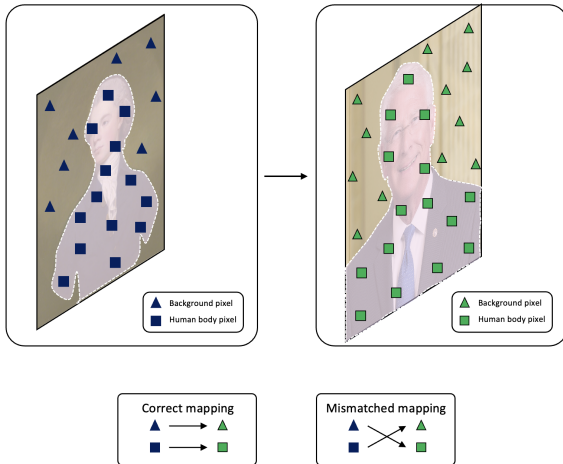 Background pixel
Human body pixel
Background pixel
Human body pixel
Correct mapping
Mismatched mapping